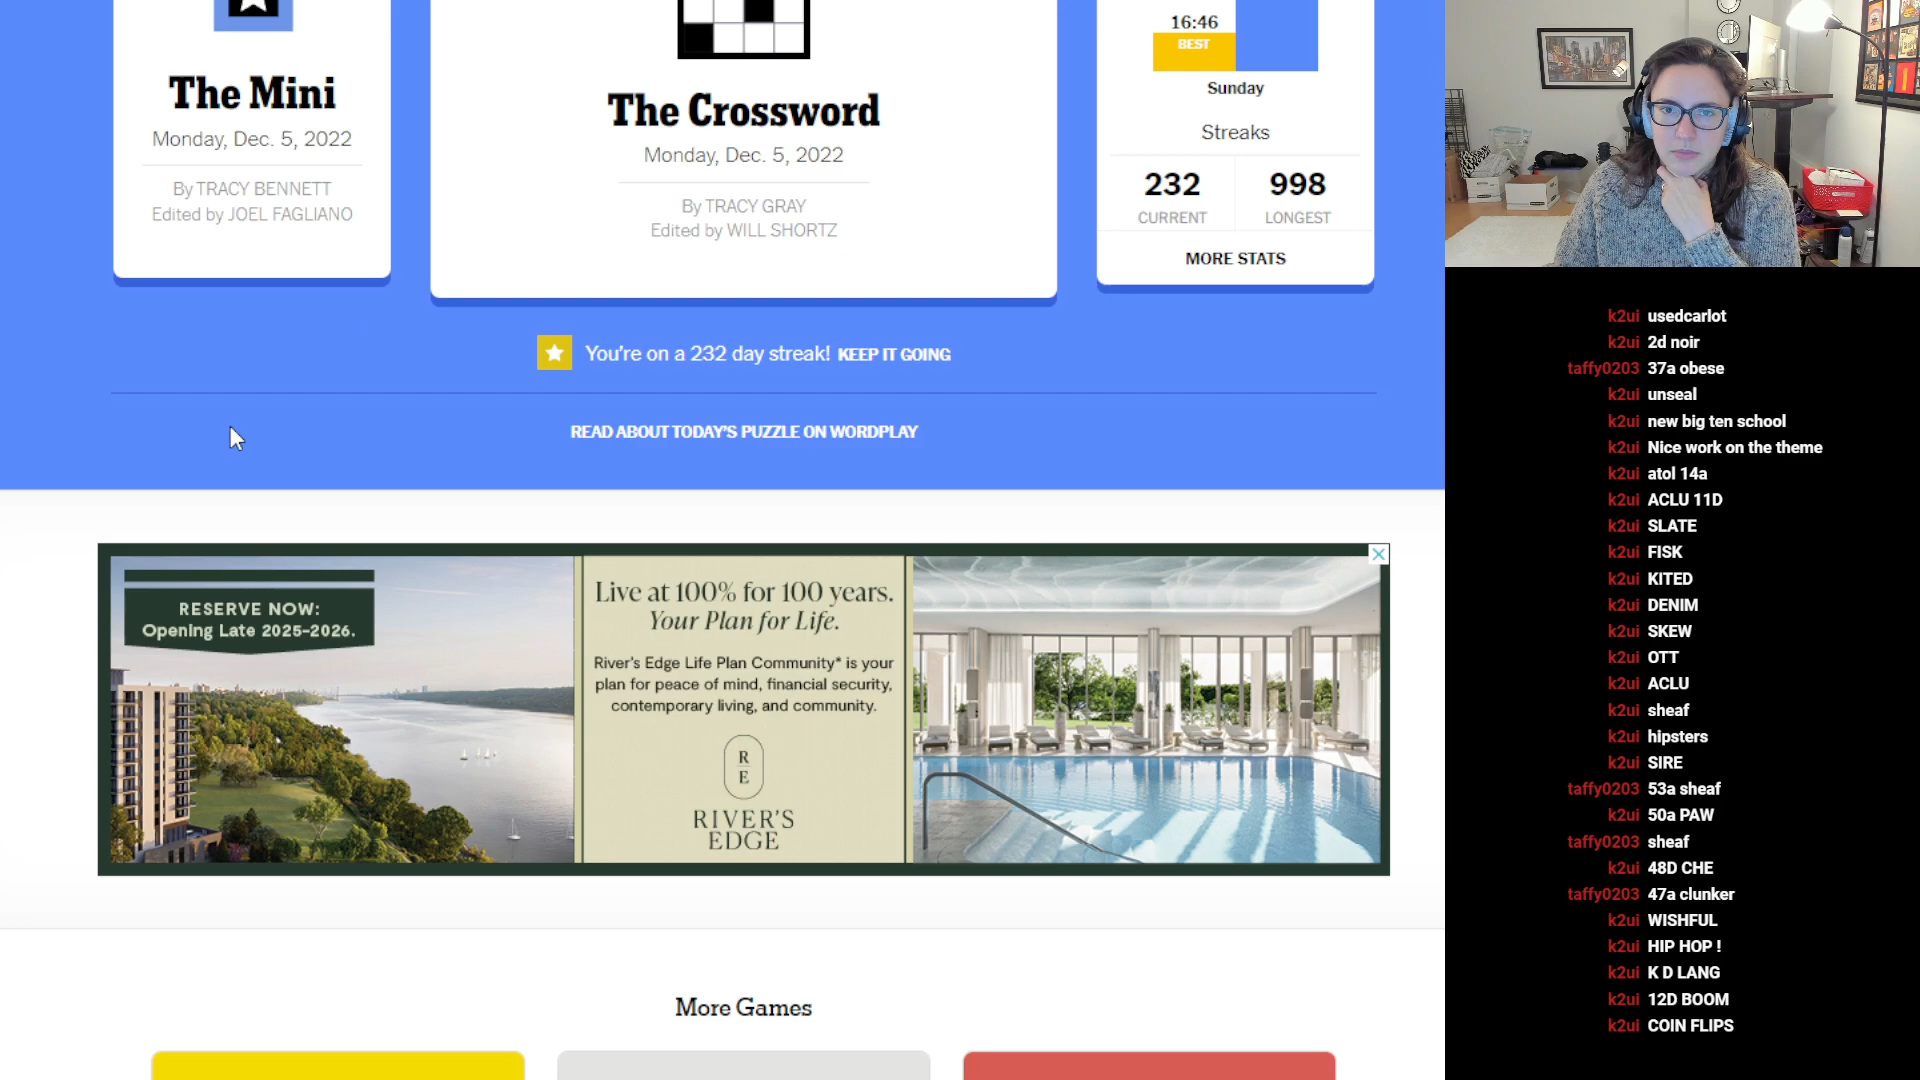 The Mini
Monday, Dec. 5, 2022
By TRACY BENNETT
Edited by JOEL FAGLIANO
The Crossword
Monday, Dec. 5, 2022
By TRACY GRAY
Edited by WILL SHORTZ
16:46
BEST
Sunday
Streaks
232
998
CURRENT
LONGEST
MORE STATS
You're on a 232 day streak! KEEP IT GOING
READ ABOUT TODAY'S PUZZLE ON WORDPLAY
RESERVE NOW:
Opening Late 2025-2026.
Live at 100% for 100 years.
Your Plan for Life.
River's Edge Life Plan Community* is your
plan for peace of mind, financial security,
contemporary living, and community.
R
E
RIVER'S
EDGE
More Games
k2ui usedcarlot
k2ui 2d noir
taffy0203 37a obese
k2ui unseal
k2ui new big ten school
k2ui Nice work on the theme
k2ui atol 14a
k2ui ACLU 11D
k2ui SLATE
k2ui FISK
k2ui KITED
k2ui DENIM
k2ui SKEW
k2ui OTT
k2ui ACLU
k2ui sheaf
k2ui hipsters
k2ui SIRE
taffy0203 53a sheaf
k2ui 50a PAW
taffy0203 sheaf
k2ui 48D CHE
taffy0203 47a clunker
k2ui WISHFUL
k2ui HIP HOP !
k2ui K D LANG
k2ui 12D BOOM
k2ui COIN FLIPS